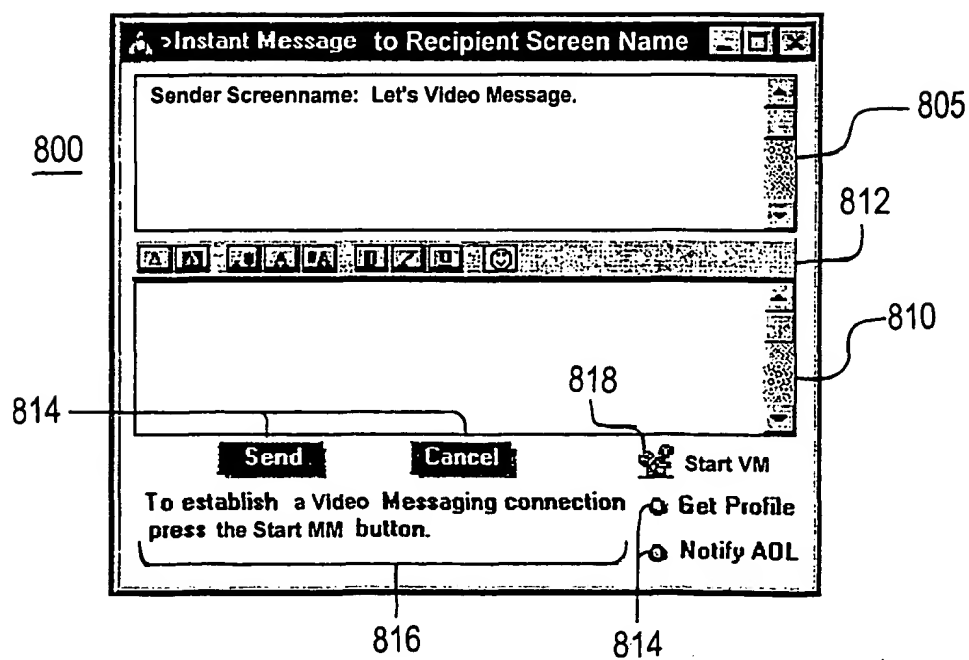 >Instant Message to Recipient Screen Name
Sender Screenname: Let's Video Message.
805
800
812
810
818
814
Send
Cancel
Start VM
To establish a Video Messaging connection
press the Start MM button.
Get Profile
Notify AOL
816
814